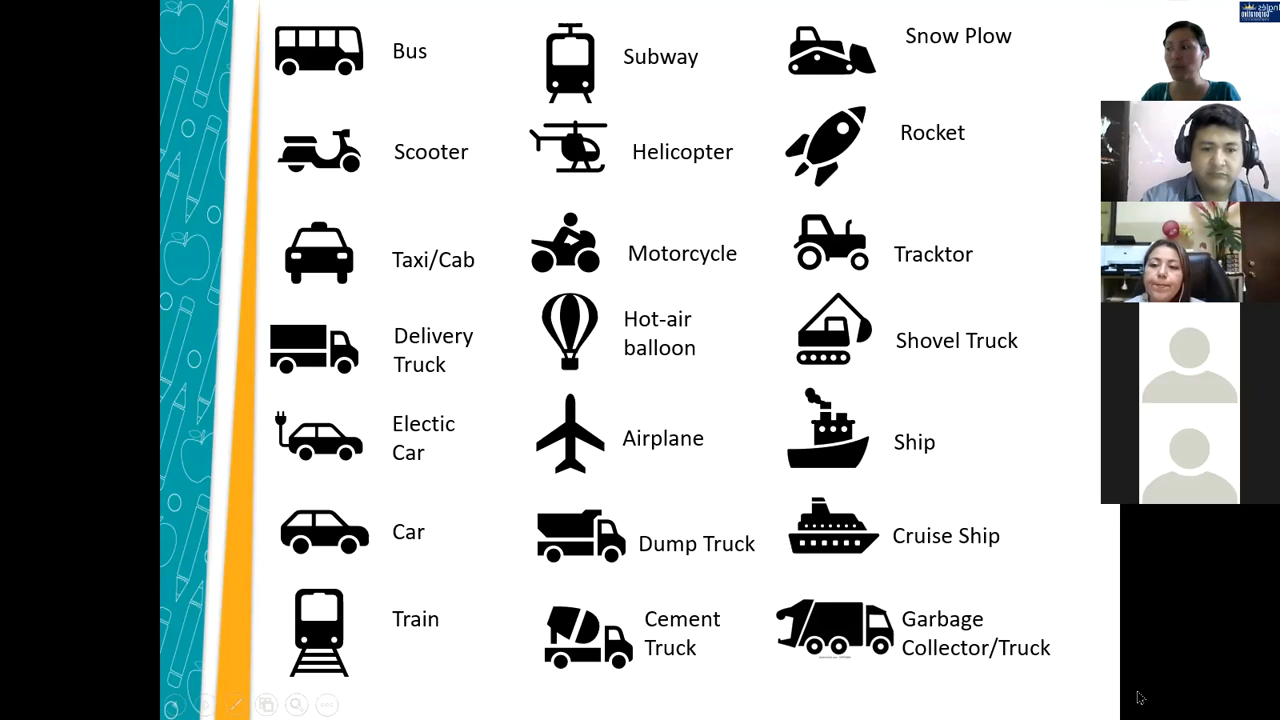 Bus
Subway
Snow Plow
Scooter
Helicopter
Rocket
Taxi/Cab
Motorcycle
Tracktor
Delivery
Truck
Hot-air
balloon
Shovel Truck
Electic
Car
Airplane
Ship
Car
Dump Truck
Cruise Ship
Train
Cement
Truck
Garbage
Collector/Truck